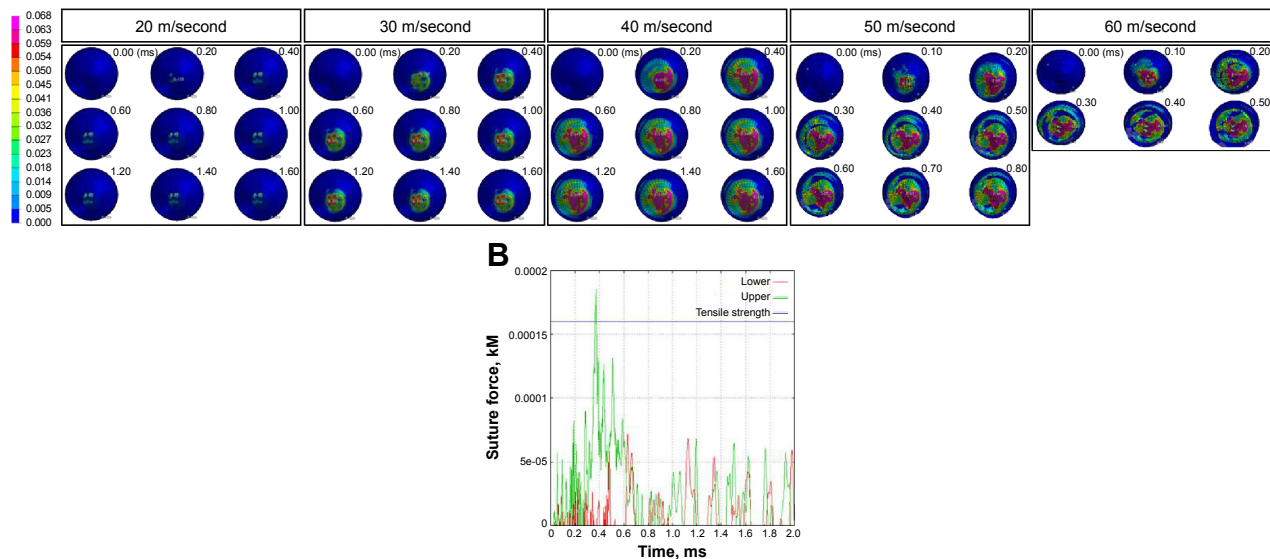 0.068
0.063
0.059
0.054
0.050
0.045
0.041
0.036
0.032
0.027
0.023
0.018
0.014
0.009
0.005
0.000
20 m/second
0.00 (ms) 0.20 0.40
0.60 0.80 1.00
1.20 1.40 1.60
30 m/second
0.00 (ms) 0.20 0.40
0.60 0.80 1.00
1.20 1.40 1.60
40 m/second
0.00 (ms) 0.20 0.40
0.60 0.80 1.00
1.20 1.40 1.60
50 m/second
0.00 (ms) 0.10 0.20
0.30 0.40 0.50
0.60 0.70 0.80
60 m/second
0.00 (ms) 0.10 0.20
0.30 0.40 0.50
B
0.0002
0.00015
0.0001
5e-05
0
Suture force, kM
Lower
Upper
Tensile strength
0 0.2 0.4 0.6 0.8 1.0 1.2 1.4 1.6 1.8 2.0
Time, ms